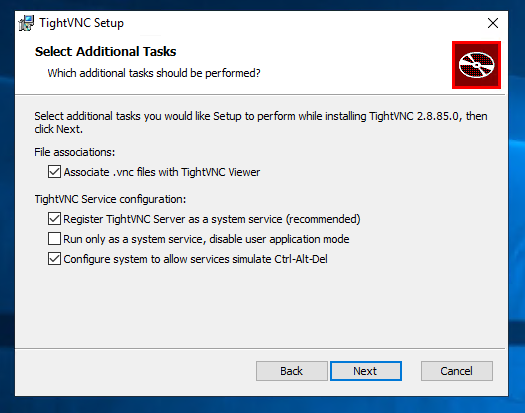 TightVNC Setup
Select Additional Tasks
Which additional tasks should be performed?
Select additional tasks you would like Setup to perform while installing TightVNC 2.8.85.0, then
click Next.
File associations:
Associate .vnc files with TightVNC Viewer
TightVNC Service configuration:
Register TightVNC Server as a system service (recommended)
Run only as a system service, disable user application mode
Configure system to allow services simulate Ctrl-Alt-Del
Back Next Cancel